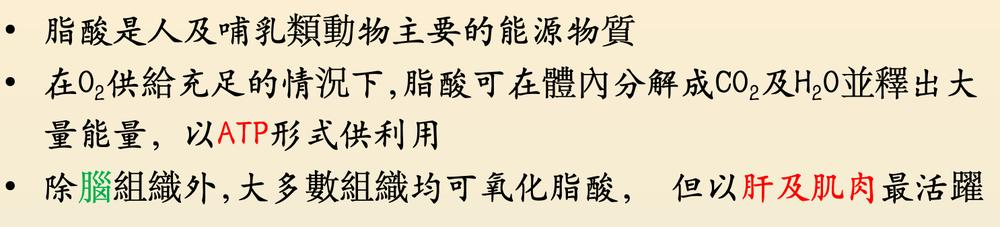 • 脂酸是人及哺乳類動物主要的能源物質
• 在O₂供給充足的情況下,脂酸可在體內分解成CO₂及H₂O並釋出大
量能量, 以ATP形式供利用
• 除腦組織外,大多數組織均可氧化脂酸, 但以肝及肌肉最活躍